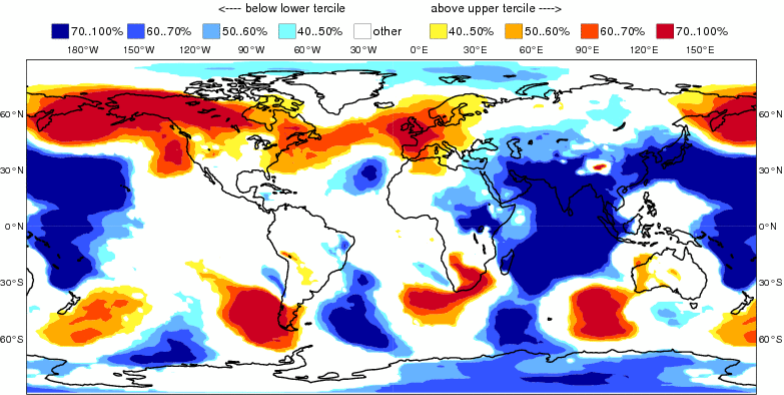 <---- below lower tercile above upper tercile ---->
70..100% 60..70% 50..60% 40..50% other 40..50% 50..60% 60..70% 70..100%
180°W 150°W 120°W 90°W 60°W 30°W 0°E 30°E 60°E 90°E 120°E 150°E
60°N 60°N
30°N 30°N
0°N 0°N
30°S 30°S
60°S 60°S